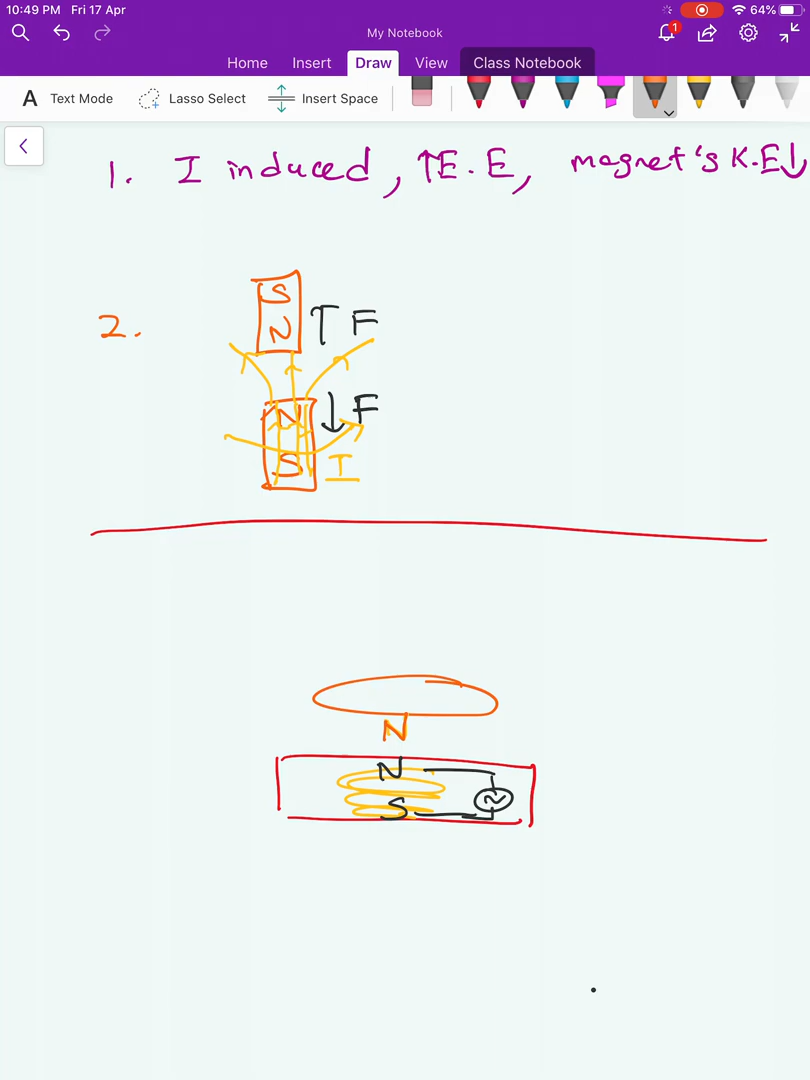 10:49 PM Fri 17 Apr 64%
My Notebook
1
Home Insert Draw View Class Notebook
A Text Mode Lasso Select Insert Space
1. I induced, ↑E.E, magnet's K.E↓
2.
S
N ↑ F
N ↓ F
S I
N
N
S